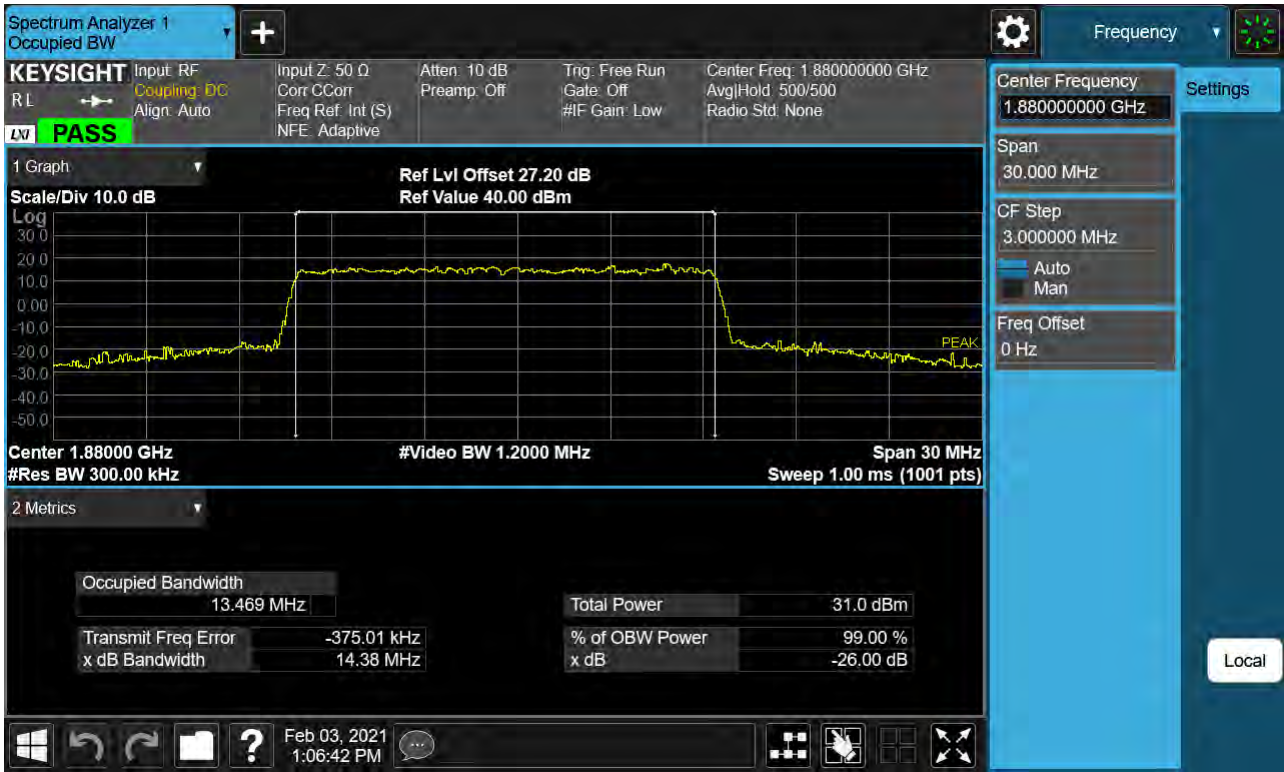 Spectrum Analyzer 1
Occupied BW
Frequency
KEYSIGHT
R L
LXI
PASS
Input: RF
Coupling: DC
Align: Auto
Input Z: 50 Ω
Corr CCorr
Freq Ref: Int (S)
NFE: Adaptive
Atten: 10 dB
Preamp: Off
Trig: Free Run
Gate: Off
#IF Gain: Low
Center Freq: 1.880000000 GHz
Avg|Hold: 500/500
Radio Std: None
Center Frequency
1.880000000 GHz
Settings
Span
30.000 MHz
CF Step
3.000000 MHz
Auto
Man
Freq Offset
0 Hz
1 Graph
Scale/Div 10.0 dB
Ref Lvl Offset 27.20 dB
Ref Value 40.00 dBm
Log
30.0
20.0
10.0
0.00
-10.0
-20.0
-30.0
-40.0
-50.0
PEAK
Center 1.88000 GHz
#Res BW 300.00 kHz
#Video BW 1.2000 MHz
Span 30 MHz
Sweep 1.00 ms (1001 pts)
2 Metrics
Occupied Bandwidth
13.469 MHz
Total Power 31.0 dBm
Transmit Freq Error -375.01 kHz
% of OBW Power 99.00 %
x dB Bandwidth 14.38 MHz
x dB -26.00 dB
Local
?
Feb 03, 2021
1:06:42 PM